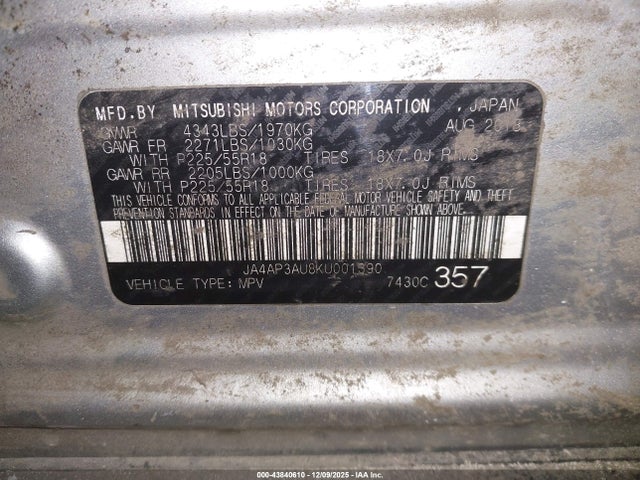 MFD.BY MITSUBISHI MOTORS CORPORATION , JAPAN
GVWR 4343LBS/1970KG AUG 2018
GAWR FR 2271LBS/1030KG
WITH P225/55R18 TIRES 18X7.0J RIMS
GAWR RR 2205LBS/1000KG
WITH P225/55R18 TIRES 18X7.0J RIMS
THIS VEHICLE CONFORMS TO ALL APPLICABLE FEDERAL MOTOR VEHICLE SAFETY AND THEFT
PREVENTION STANDARDS IN EFFECT ON THE DATE OF MANUFACTURE SHOWN ABOVE.
JA4AP3AU8KU001590
VEHICLE TYPE: MPV 7430C 357
000-43840610 - 12/09/2025 - IAAI.COM